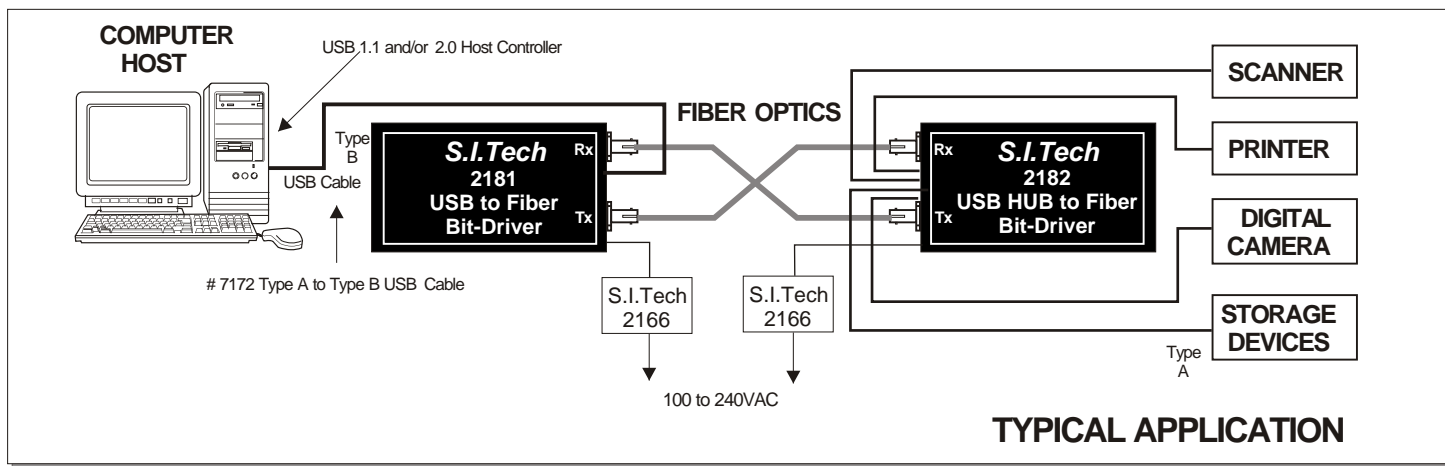 COMPUTER
HOST
USB 1.1 and/or 2.0 Host Controller
Type
B
USB Cable
# 7172 Type A to Type B USB Cable
S.I.Tech
2181
USB to Fiber
Bit-Driver
Rx
Tx
FIBER OPTICS
Rx
Tx
S.I.Tech
2182
USB HUB to Fiber
Bit-Driver
S.I.Tech
2166
S.I.Tech
2166
100 to 240VAC
SCANNER
PRINTER
DIGITAL
CAMERA
STORAGE
DEVICES
Type
A
TYPICAL APPLICATION